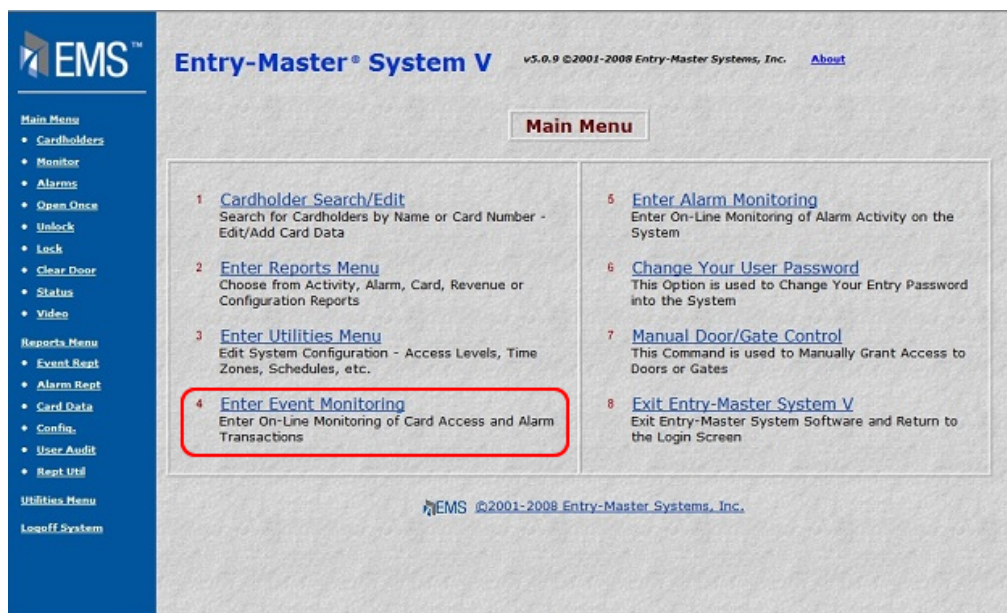 EMS™
Main Menu
• Cardholders
• Monitor
• Alarms
• Open Once
• Unlock
• Lock
• Clear Door
• Status
• Video
Reports Menu
• Event Rept
• Alarm Rept
• Card Data
• Config.
• User Audit
• Rept Util
Utilities Menu
Logoff System
Entry-Master® System V v5.0.9 ©2001-2008 Entry-Master Systems, Inc. About
Main Menu
1 Cardholder Search/Edit
Search for Cardholders by Name or Card Number -
Edit/Add Card Data
2 Enter Reports Menu
Choose from Activity, Alarm, Card, Revenue or
Configuration Reports
3 Enter Utilities Menu
Edit System Configuration - Access Levels, Time
Zones, Schedules, etc.
4 Enter Event Monitoring
Enter On-Line Monitoring of Card Access and Alarm
Transactions
5 Enter Alarm Monitoring
Enter On-Line Monitoring of Alarm Activity on the
System
6 Change Your User Password
This Option is used to Change Your Entry Password
into the System
7 Manual Door/Gate Control
This Command is used to Manually Grant Access to
Doors or Gates
8 Exit Entry-Master System V
Exit Entry-Master System Software and Return to
the Login Screen
EMS ©2001-2008 Entry-Master Systems, Inc.